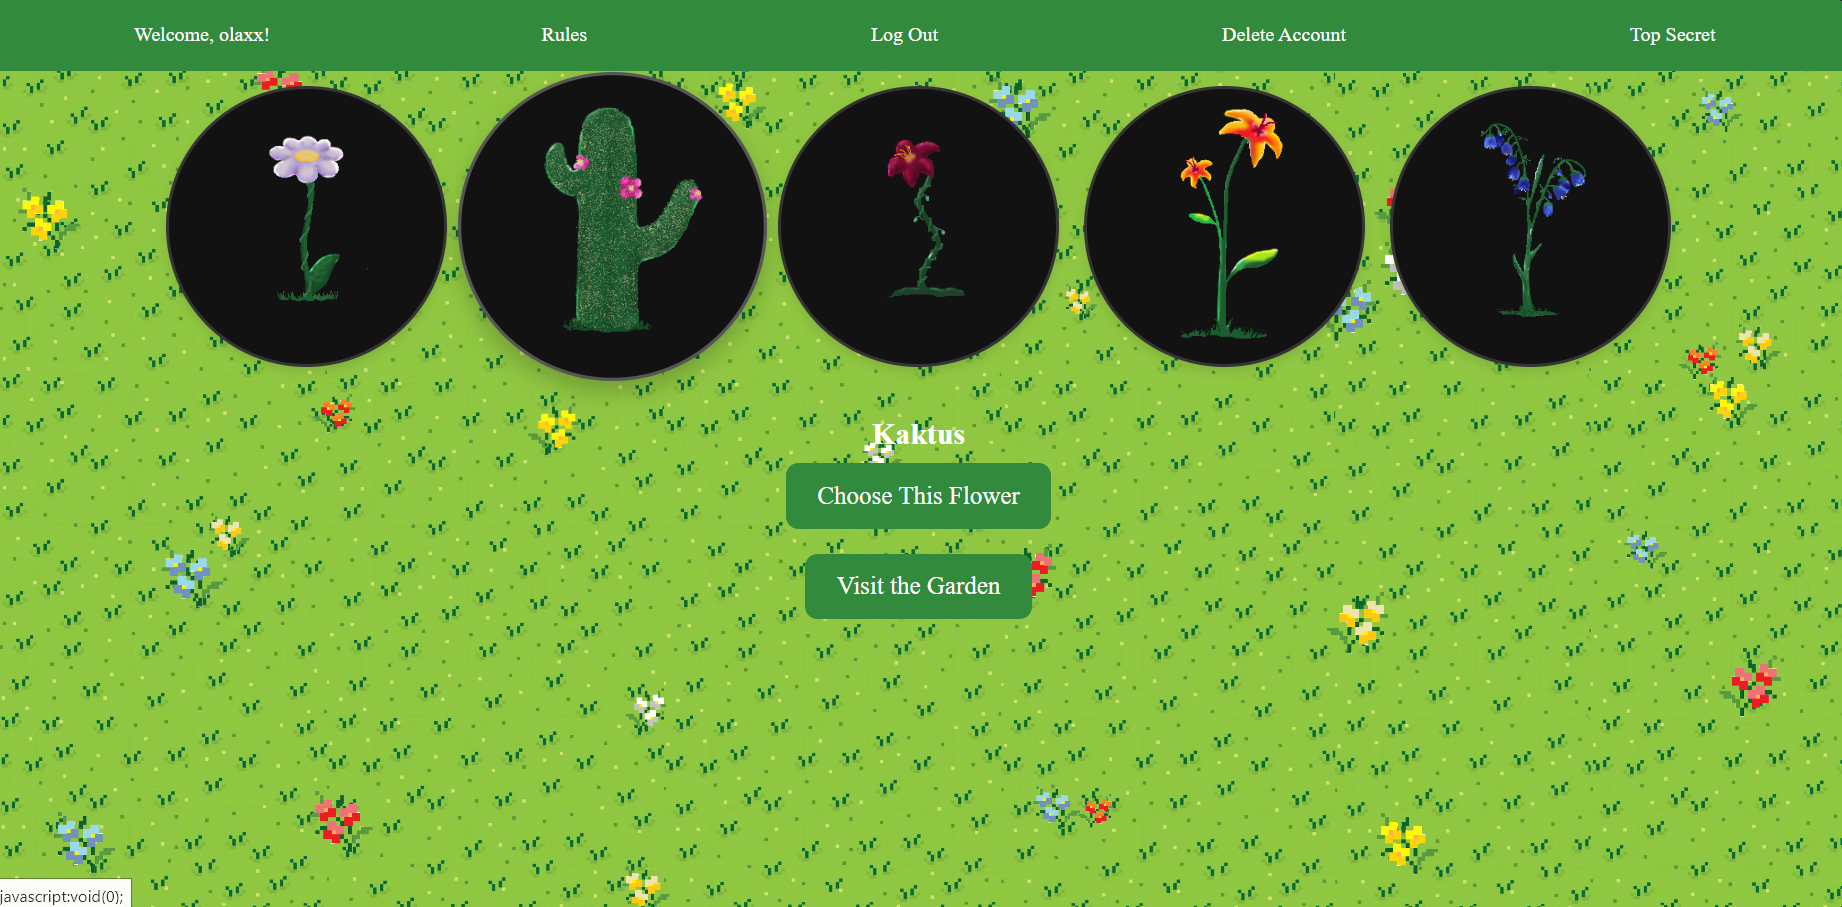 Welcome, olaxx!
Rules
Log Out
Delete Account
Top Secret
Kaktus
Choose This Flower
Visit the Garden
javascript:void(0);